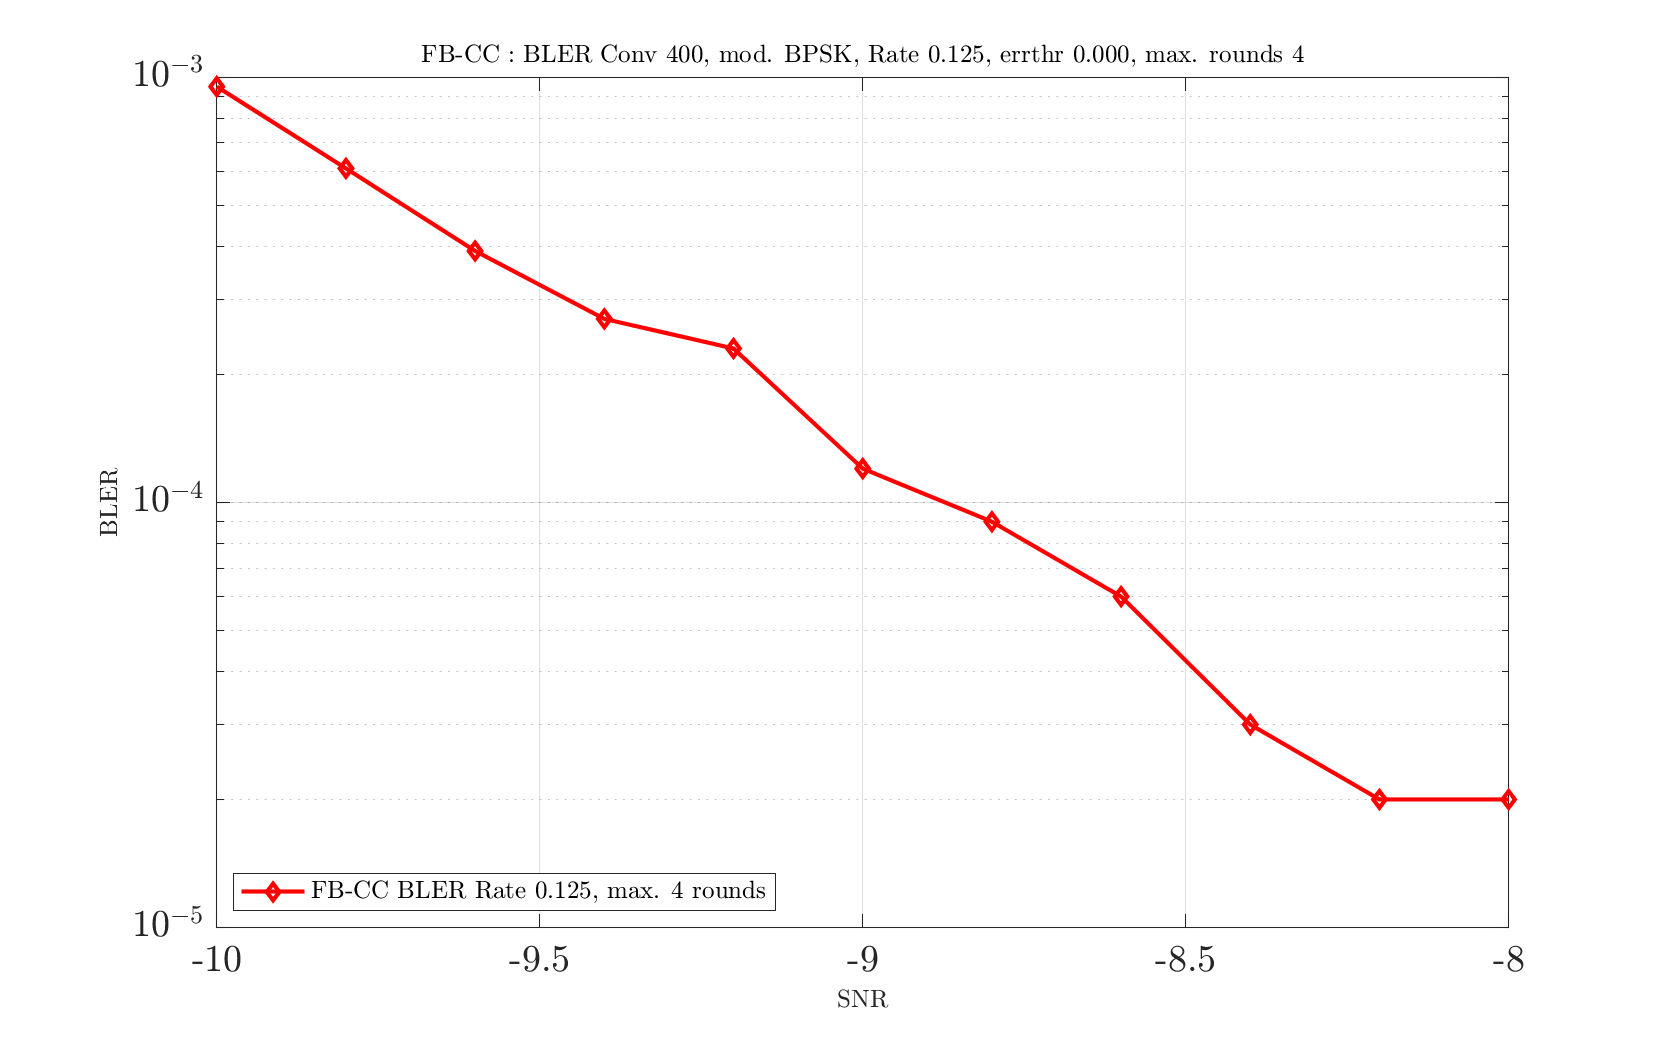 FB-CC : BLER Conv 400, mod. BPSK, Rate 0.125, errthr 0.000, max. rounds 4
10⁻³
10⁻⁴
10⁻⁵
BLER
FB-CC BLER Rate 0.125, max. 4 rounds
-10 -9.5 -9 -8.5 -8
SNR